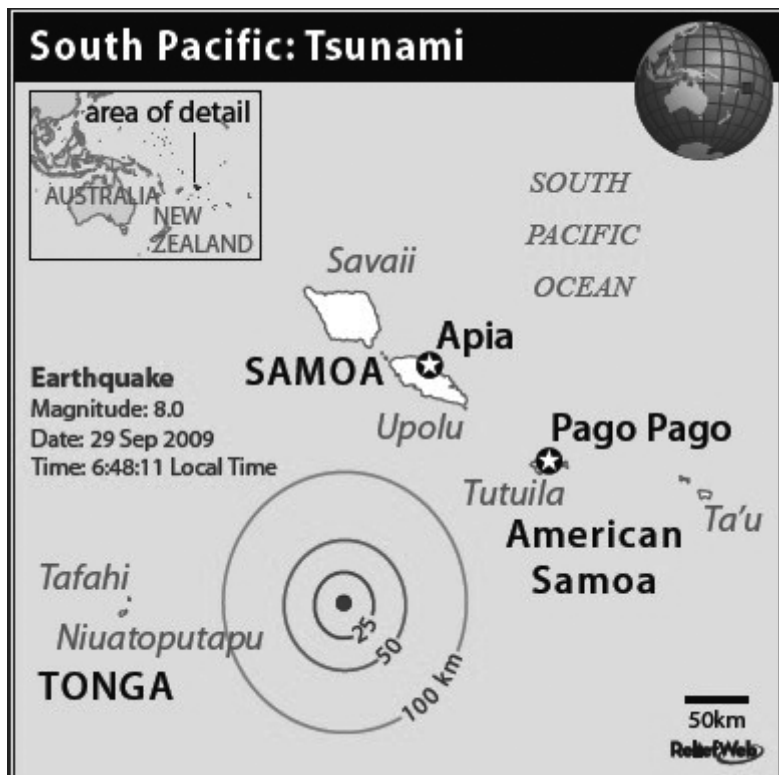 South Pacific: Tsunami
area of detail
AUSTRALIA
NEW
ZEALAND
SOUTH
PACIFIC
OCEAN
Savaii
Apia
SAMOA
Earthquake
Magnitude: 8.0
Date: 29 Sep 2009
Time: 6:48:11 Local Time
Upolu
Pago Pago
Tutuila
Ta'u
American
Samoa
Tafahi
Niuatoputapu
TONGA
25
50
100 km
50km
ReliefWeb